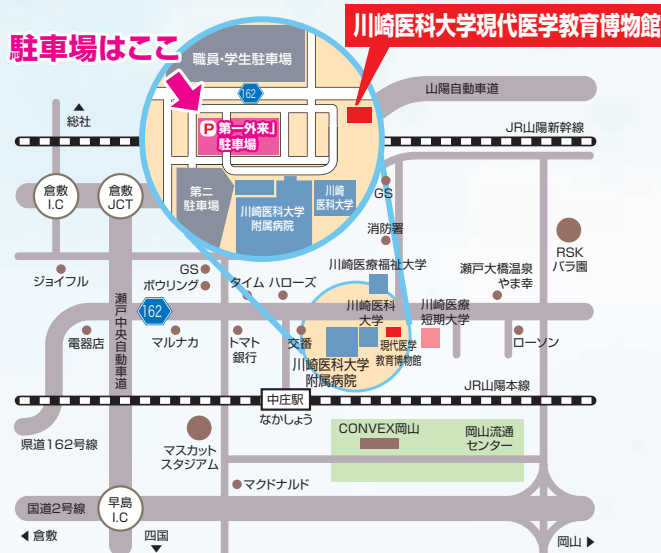 駐車場はここ
川崎医科大学現代医学教育博物館
職員・学生駐車場
162
P 第一外来」
駐車場
第二
駐車場
川崎医科大学
附属病院
川崎
医科大学
山陽自動車道
JR山陽新幹線
▲
総社
倉敷
I.C
倉敷
JCT
GS
消防署
RSK
バラ園
ジョイフル
GS
ボウリング
タイム
ハローズ
川崎医療福祉大学
瀬戸大橋温泉
やま幸
瀬戸中央自動車道
162
川崎医科
大学
川崎医療
短期大学
電器店
マルナカ
トマト
銀行
交番
現代医学
教育博物館
ローソン
川崎医科大学
附属病院
JR山陽本線
中庄駅
なかしょう
県道162号線
マスカット
スタジアム
CONVEX岡山
岡山流通
センター
マクドナルド
国道2号線
早島
I.C
◀倉敷
四国
▼
岡山▶